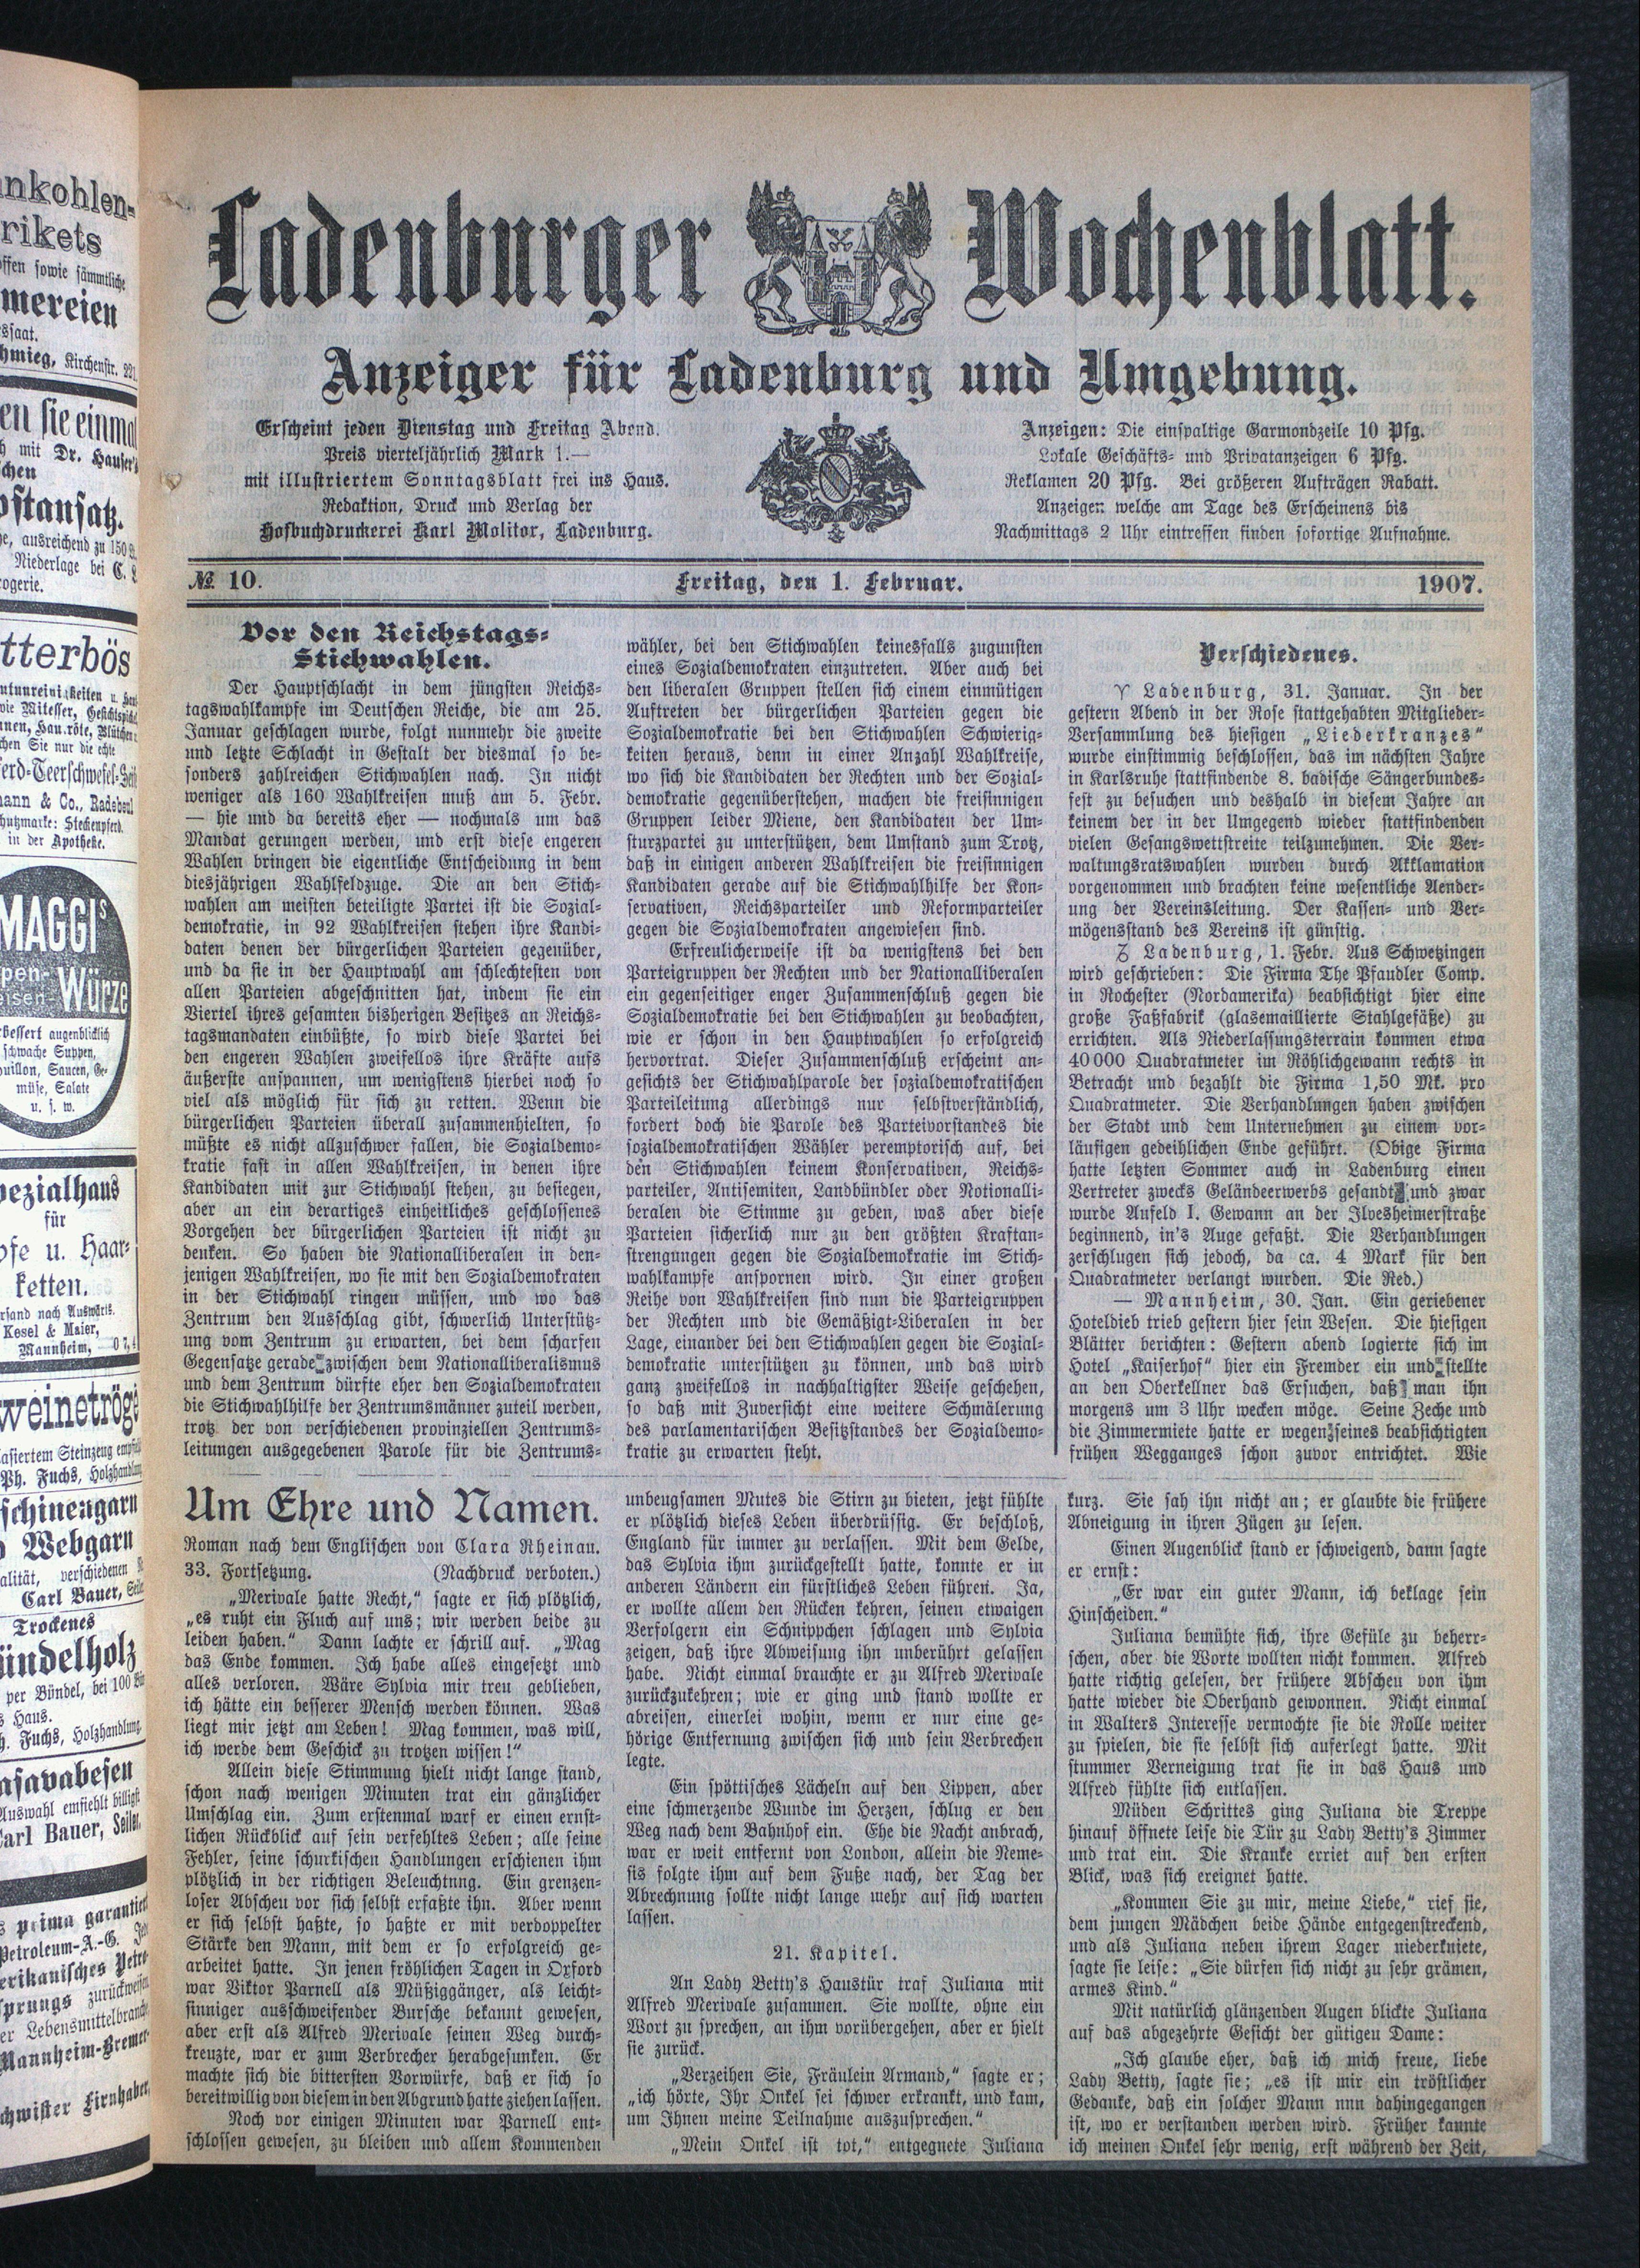 Ladenburger Wochenblatt.
Anzeiger für Ladenburg und Umgebung.
Erscheint jeden Dienstag und Freitag Abend.
Preis vierteljährlich Mark 1.—
mit illustriertem Sonntagsblatt frei ins Haus.
Redaktion, Druck und Verlag der
Hofbuchdruckerei Karl Molitor, Ladenburg.
Anzeigen: Die einspaltige Garmondzeile 10 Pfg.
Lokale Geschäfts- und Privatanzeigen 6 Pfg.
Reklamen 20 Pfg. Bei größeren Aufträgen Rabatt.
Anzeigen welche am Tage des Erscheinens bis
Nachmittags 2 Uhr eintreffen finden sofortige Aufnahme.
№ 10. Freitag, den 1. Februar. 1907.
Vor den Reichstags-
Stichwahlen.
Der Hauptschlacht in dem jüngsten Reichs-
tagswahlkampfe im Deutschen Reiche, die am 25.
Januar geschlagen wurde, folgt nunmehr die zweite
und letzte Schlacht in Gestalt der diesmal so be-
sonders zahlreichen Stichwahlen nach. In nicht
weniger als 160 Wahlkreisen muß am 5. Febr.
— hie und da bereits eher — nochmals um das
Mandat gerungen werden, und erst diese engeren
Wahlen bringen die eigentliche Entscheidung in dem
diesjährigen Wahlfeldzuge. Die an den Stich-
wahlen am meisten beteiligte Partei ist die Sozial-
demokratie, in 92 Wahlkreisen stehen ihre Kandi-
daten denen der bürgerlichen Parteien gegenüber,
und da sie in der Hauptwahl am schlechtesten von
allen Parteien abgeschnitten hat, indem sie ein
Viertel ihres gesamten bisherigen Besitzes an Reichs-
tagsmandaten einbüßte, so wird diese Partei bei
den engeren Wahlen zweifellos ihre Kräfte aufs
äußerste anspannen, um wenigstens hierbei noch so
viel als möglich für sich zu retten. Wenn die
bürgerlichen Parteien überall zusammenhielten, so
müßte es nicht allzuschwer fallen, die Sozialdemo-
kratie fast in allen Wahlkreisen, in denen ihre
Kandidaten mit zur Stichwahl stehen, zu besiegen,
aber an ein derartiges einheitliches geschlossenes
Vorgehen der bürgerlichen Parteien ist nicht zu
denken. So haben die Nationalliberalen in den-
jenigen Wahlkreisen, wo sie mit den Sozialdemokraten
in der Stichwahl ringen müssen, und wo das
Zentrum den Ausschlag gibt, schwerlich Unterstütz-
ung vom Zentrum zu erwarten, bei dem scharfen
Gegensatze gerade zwischen dem Nationalliberalismus
und dem Zentrum dürfte eher den Sozialdemokraten
die Stichwahlhilfe der Zentrumsmänner zuteil werden,
trotz der von verschiedenen provinziellen Zentrums-
leitungen ausgegebenen Parole für die Zentrums-
wähler, bei den Stichwahlen keinesfalls zugunsten
eines Sozialdemokraten einzutreten. Aber auch bei
den liberalen Gruppen stellen sich einem einmütigen
Auftreten der bürgerlichen Parteien gegen die
Sozialdemokratie bei den Stichwahlen Schwierig-
keiten heraus, denn in einer Anzahl Wahlkreise,
wo sich die Kandidaten der Rechten und der Sozial-
demokratie gegenüberstehen, machen die freisinnigen
Gruppen leider Miene, den Kandidaten der Um-
sturzpartei zu unterstützen, dem Umstand zum Trotz,
daß in einigen anderen Wahlkreisen die freisinnigen
Kandidaten gerade auf die Stichwahlhilfe der Kon-
servativen, Reichsparteiler und Reformparteiler
gegen die Sozialdemokraten angewiesen sind.
Erfreulicherweise ist da wenigstens bei den
Parteigruppen der Rechten und der Nationalliberalen
ein gegenseitiger enger Zusammenschluß gegen die
Sozialdemokratie bei den Stichwahlen zu beobachten,
wie er schon in den Hauptwahlen so erfolgreich
hervortrat. Dieser Zusammenschluß erscheint an-
gesichts der Stichwahlparole der sozialdemokratischen
Parteileitung allerdings nur selbstverständlich,
fordert doch die Parole des Parteivorstandes die
sozialdemokratischen Wähler peremptorisch auf, bei
den Stichwahlen keinem Konservativen, Reichs-
parteiler, Antisemiten, Landbündler oder Notionalli-
beralen die Stimme zu geben, was aber diese
Parteien sicherlich nur zu den größten Kraftan-
strengungen gegen die Sozialdemokratie im Stich-
wahlkampfe anspornen wird. In einer großen
Reihe von Wahlkreisen sind nun die Parteigruppen
der Rechten und die Gemäßigt-Liberalen in der
Lage, einander bei den Stichwahlen gegen die Sozial-
demokratie unterstützen zu können, und das wird
ganz zweifellos in nachhaltigster Weise geschehen,
so daß mit Zuversicht eine weitere Schmälerung
des parlamentarischen Besitzstandes der Sozialdemo-
kratie zu erwarten steht.
Verschiedenes.
Ladenburg, 31. Januar. In der
gestern Abend in der Rose stattgehabten Mitglieder-
Versammlung des hiesigen „Liederkranzes“
wurde einstimmig beschlossen, das im nächsten Jahre
in Karlsruhe stattfindende 8. badische Sängerbundes-
fest zu besuchen und deshalb in diesem Jahre an
keinem der in der Umgegend wieder stattfindenden
vielen Gesangswettstreite teilzunehmen. Die Ver-
waltungsratswahlen wurden durch Akklamation
vorgenommen und brachten keine wesentliche Aender-
ung der Vereinsleitung. Der Kassen- und Ver-
mögensstand des Vereins ist günstig.
Ladenburg, 1. Febr. Aus Schwetzingen
wird geschrieben: Die Firma The Pfaudler Comp.
in Rochester (Nordamerika) beabsichtigt hier eine
große Faßfabrik (glasemaillierte Stahlgefäße) zu
errichten. Als Niederlassungsterrain kommen etwa
40 000 Quadratmeter im Röhlichgewann rechts in
Betracht und bezahlt die Firma 1,50 Mk. pro
Quadratmeter. Die Verhandlungen haben zwischen
der Stadt und dem Unternehmen zu einem vor-
läufigen gedeihlichen Ende geführt. (Obige Firma
hatte letzten Sommer auch in Ladenburg einen
Vertreter zwecks Geländeerwerbs gesandt und zwar
wurde Aufeld I. Gewann an der Ilvesheimerstraße
beginnend, in's Auge gefaßt. Die Verhandlungen
zerschlugen sich jedoch, da ca. 4 Mark für den
Quadratmeter verlangt wurden. Die Red.)
— Mannheim, 30. Jan. Ein geriebener
Hoteldieb trieb gestern hier sein Wesen. Die hiesigen
Blätter berichten: Gestern abend logierte sich im
Hotel „Kaiserhof“ hier ein Fremder ein und stellte
an den Oberkellner das Ersuchen, daß man ihn
morgens um 3 Uhr wecken möge. Seine Zeche und
die Zimmermiete hatte er wegen seines beabsichtigten
frühen Wegganges schon zuvor entrichtet. Wie
Um Ehre und Namen.
Roman nach dem Englischen von Clara Rheinau.
33. Fortsetzung. (Nachdruck verboten.)
„Merivale hatte Recht,“ sagte er sich plötzlich,
„es ruht ein Fluch auf uns; wir werden beide zu
leiden haben.“ Dann lachte er schrill auf. „Mag
das Ende kommen. Ich habe alles eingesetzt und
alles verloren. Wäre Sylvia mir treu geblieben,
ich hätte ein besserer Mensch werden können. Was
liegt mir jetzt am Leben! Mag kommen, was will,
ich werde dem Geschick zu trotzen wissen!“
Allein diese Stimmung hielt nicht lange stand,
schon nach wenigen Minuten trat ein gänzlicher
Umschlag ein. Zum erstenmal warf er einen ernst-
lichen Rückblick auf sein verfehltes Leben; alle seine
Fehler, seine schurkischen Handlungen erschienen ihm
plötzlich in der richtigen Beleuchtung. Ein grenzen-
loser Abscheu vor sich selbst erfaßte ihn. Aber wenn
er sich selbst haßte, so haßte er mit verdoppelter
Stärke den Mann, mit dem er so erfolgreich ge-
arbeitet hatte. In jenen fröhlichen Tagen in Oxford
war Viktor Parnell als Müßiggänger, als leicht-
sinniger ausschweifender Bursche bekannt gewesen,
aber erst als Alfred Merivale seinen Weg durch-
kreuzte, war er zum Verbrecher herabgesunken. Er
machte sich die bittersten Vorwürfe, daß er sich so
bereitwillig von diesem in den Abgrund hatte ziehen lassen.
Noch vor einigen Minuten war Parnell ent-
schlossen gewesen, zu bleiben und allem Kommenden
unbeugsamen Mutes die Stirn zu bieten, jetzt fühlte
er plötzlich dieses Leben überdrüssig. Er beschloß,
England für immer zu verlassen. Mit dem Gelde,
das Sylvia ihm zurückgestellt hatte, konnte er in
anderen Ländern ein fürstliches Leben führen. Ja,
er wollte allem den Rücken kehren, seinen etwaigen
Verfolgern ein Schnippchen schlagen und Sylvia
zeigen, daß ihre Abweisung ihn unberührt gelassen
habe. Nicht einmal brauchte er zu Alfred Merivale
zurückzukehren; wie er ging und stand wollte er
abreisen, einerlei wohin, wenn er nur eine ge-
hörige Entfernung zwischen sich und sein Verbrechen
legte.
Ein spöttisches Lächeln auf den Lippen, aber
eine schmerzende Wunde im Herzen, schlug er den
Weg nach dem Bahnhof ein. Ehe die Nacht anbrach,
war er weit entfernt von London, allein die Neme-
sis folgte ihm auf dem Fuße nach, der Tag der
Abrechnung sollte nicht lange mehr auf sich warten
lassen.
21. Kapitel.
An Lady Betty's Haustür traf Juliana mit
Alfred Merivale zusammen. Sie wollte, ohne ein
Wort zu sprechen, an ihm vorübergehen, aber er hielt
sie zurück.
„Verzeihen Sie, Fräulein Armand,“ sagte er;
„ich hörte, Ihr Onkel sei schwer erkrankt, und kam,
um Ihnen meine Teilnahme auszusprechen.“
„Mein Onkel ist tot,“ entgegnete Juliana
kurz. Sie sah ihn nicht an; er glaubte die frühere
Abneigung in ihren Zügen zu lesen.
Einen Augenblick stand er schweigend, dann sagte
er ernst:
„Er war ein guter Mann, ich beklage sein
Hinscheiden.“
Juliana bemühte sich, ihre Gefüle zu beherr-
schen, aber die Worte wollten nicht kommen. Alfred
hatte richtig gelesen, der frühere Abscheu von ihm
hatte wieder die Oberhand gewonnen. Nicht einmal
in Walters Interesse vermochte sie die Rolle weiter
zu spielen, die sie selbst sich auferlegt hatte. Mit
stummer Verneigung trat sie in das Haus und
Alfred fühlte sich entlassen.
Müden Schrittes ging Juliana die Treppe
hinauf öffnete leise die Tür zu Lady Betty's Zimmer
und trat ein. Die Kranke erriet auf den ersten
Blick, was sich ereignet hatte.
„Kommen Sie zu mir, meine Liebe,“ rief sie,
dem jungen Mädchen beide Hände entgegenstreckend,
und als Juliana neben ihrem Lager niederkniete,
sagte sie leise: „Sie dürfen sich nicht zu sehr grämen,
armes Kind.“
Mit natürlich glänzenden Augen blickte Juliana
auf das abgezehrte Gesicht der gütigen Dame:
„Ich glaube eher, daß ich mich freue, liebe
Lady Betty, sagte sie; „es ist mir ein tröstlicher
Gedanke, daß ein solcher Mann nun dahingegangen
ist, wo er verstanden werden wird. Früher kannte
ich meinen Onkel sehr wenig, erst während der Zeit,
MAGGIs
Würze
schwache Suppen,
müse, Salate
u. s. w.
für
ketten.
Kesel & Maier,
Mannheim,
Ph. Fuchs,
Webgarn
Carl Bauer,
Trockenes
per Bündel, bei 100
Fuchs, Holzhandlung.
Carl Bauer, Seiler.
prima
Mannheim-Bremer-
Firnhaber,